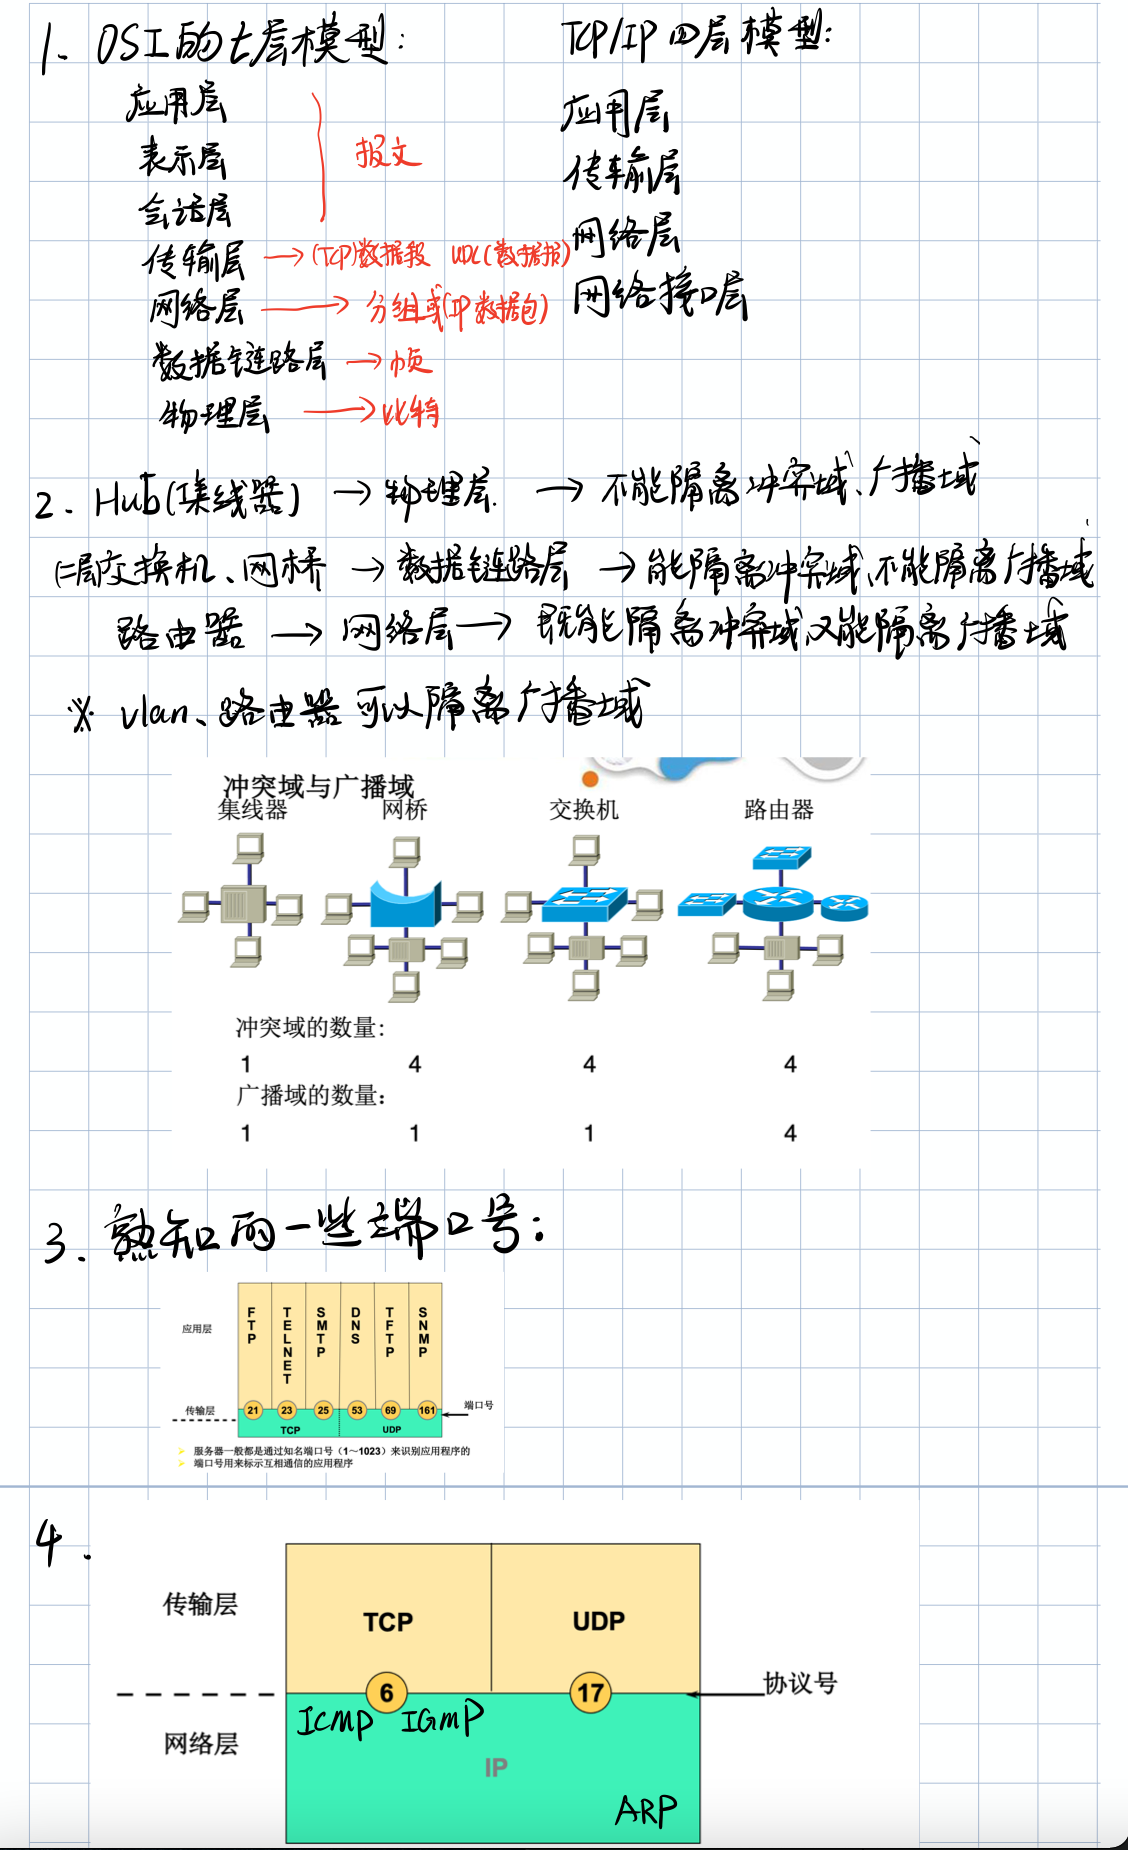 1. OSI的七层模型：
TCP/IP四层模型：
应用层
表示层
会话层
报文
传输层 →(TCP)数据段 UDL(数据报)
网络层 → 分组或(IP数据包)
数据链路层 → 帧
物理层 → 比特
应用层
传输层
网络层
网络接口层
2. Hub(集线器) → 物理层. → 不能隔离冲突域、广播域
二层交换机、网桥 → 数据链路层 → 能隔离冲突域,不能隔离广播域
路由器 → 网络层 → 既能隔离冲突域,又能隔离广播域
※ vlan、路由器可以隔离广播域
冲突域与广播域
集线器 网桥 交换机 路由器
冲突域的数量:
1 4 4 4
广播域的数量：
1 1 1 4
3. 熟知的一些端口号：
应用层
FTP TELNET SMTP DNS TFTP SNMP
传输层 21 23 25 53 69 161 端口号
TCP UDP
服务器一般都是通过知名端口号（1～1023）来识别应用程序的
端口号用来标示互相通信的应用程序
4.
传输层
TCP UDP
6 17 协议号
ICMP IGMP
网络层
IP
ARP